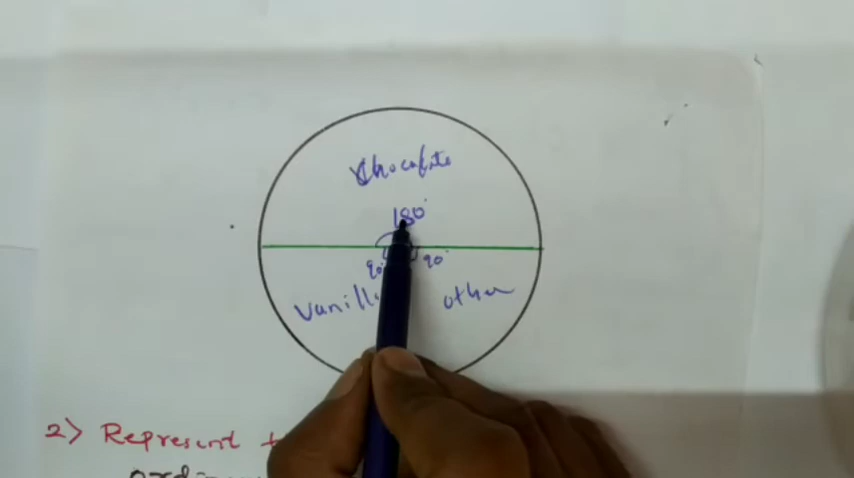 chocolate
180°
90° 90°
vanilla other
2) Represent